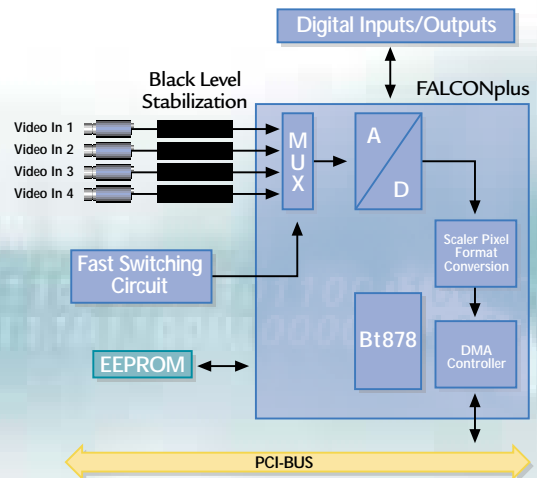 Digital Inputs/Outputs
Black Level
Stabilization
FALCONplus
Video In 1
Video In 2
Video In 3
Video In 4
M
U
X
A
D
Fast Switching
Circuit
Scaler Pixel
Format
Conversion
Bt878
DMA
Controller
EEPROM
PCI-BUS